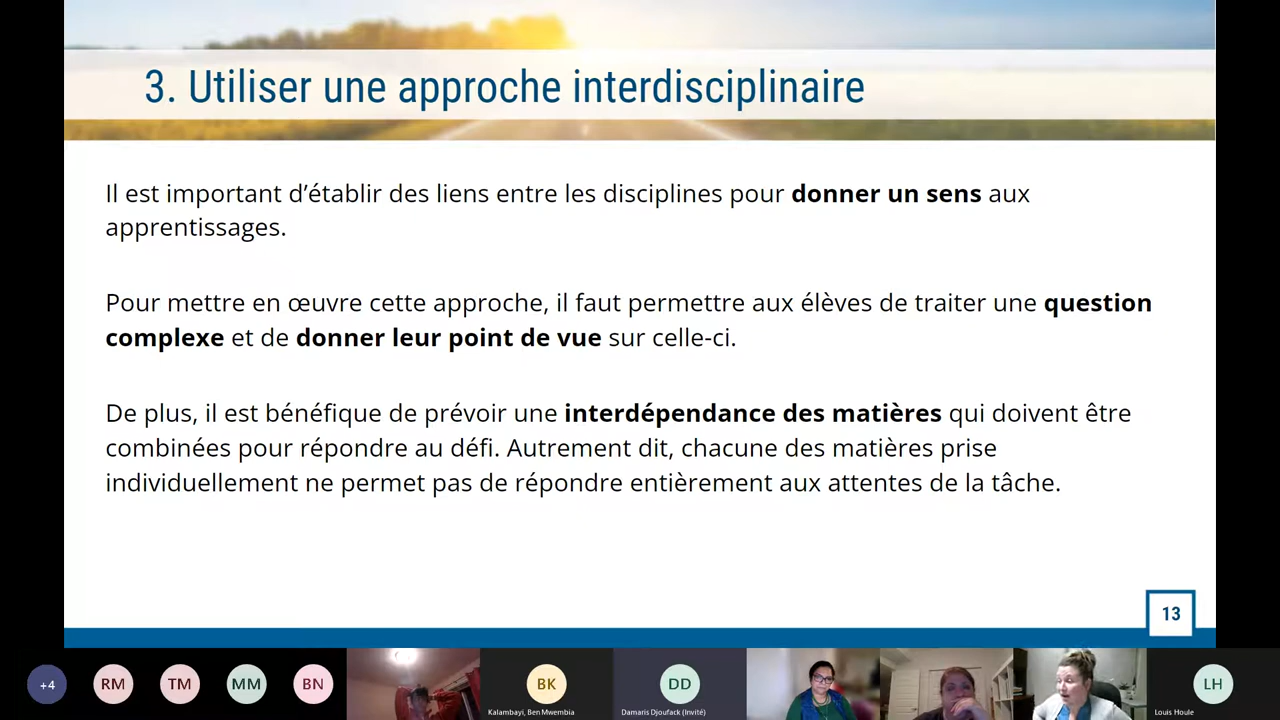 3. Utiliser une approche interdisciplinaire
Il est important d’établir des liens entre les disciplines pour donner un sens aux
apprentissages.
Pour mettre en œuvre cette approche, il faut permettre aux élèves de traiter une question
complexe et de donner leur point de vue sur celle-ci.
De plus, il est bénéfique de prévoir une interdépendance des matières qui doivent être
combinées pour répondre au défi. Autrement dit, chacune des matières prise
individuellement ne permet pas de répondre entièrement aux attentes de la tâche.
13
+4
RM
TM
MM
BN
BK
DD
LH
Kalambayi, Ben Mwembia
Damaris Djoufack (Invité)
Louis Houle